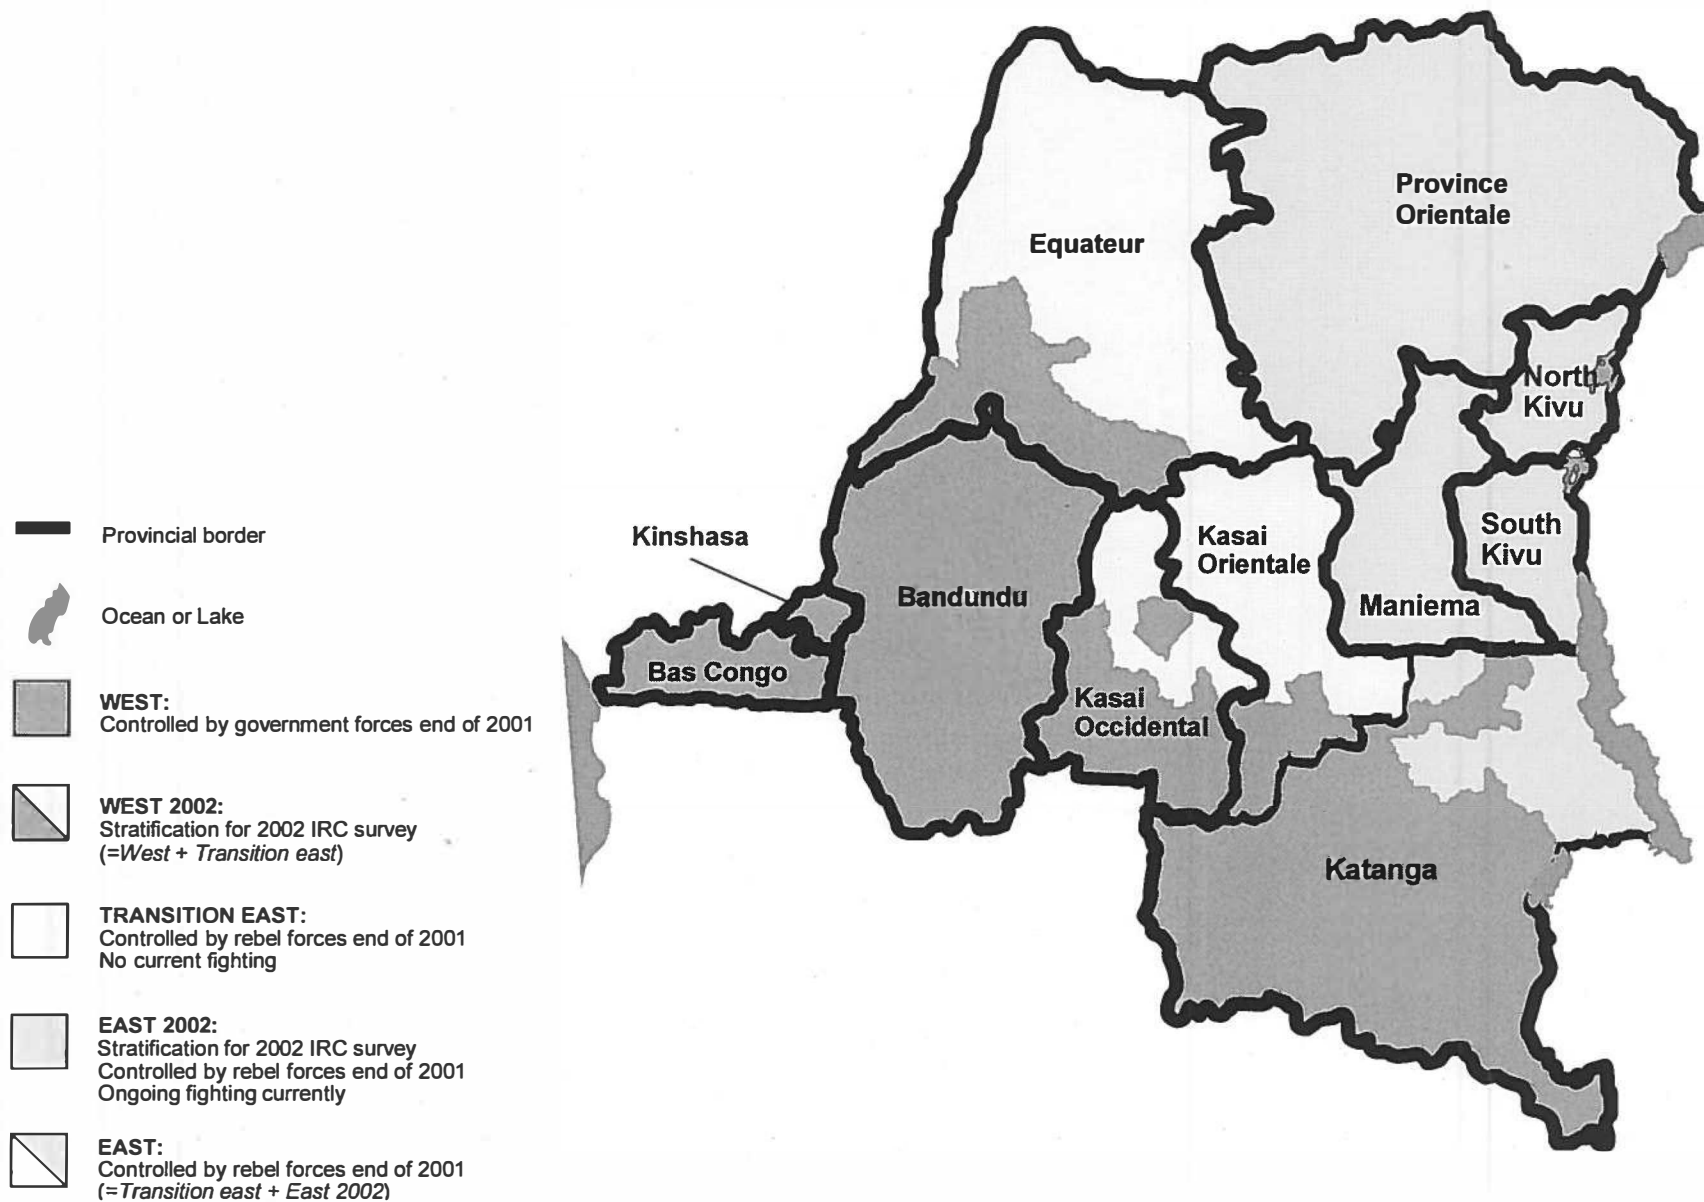 Provincial border
Ocean or Lake
WEST:
Controlled by government forces end of 2001
WEST 2002:
Stratification for 2002 IRC survey
(=West + Transition east)
TRANSITION EAST:
Controlled by rebel forces end of 2001
No current fighting
EAST 2002:
Stratification for 2002 IRC survey
Controlled by rebel forces end of 2001
Ongoing fighting currently
EAST:
Controlled by rebel forces end of 2001
(=Transition east + East 2002)
Province
Orientale
Equateur
North
Kivu
Kinshasa
Kasai
Orientale
South
Kivu
Bandundu
Maniema
Bas Congo
Kasai
Occidental
Katanga